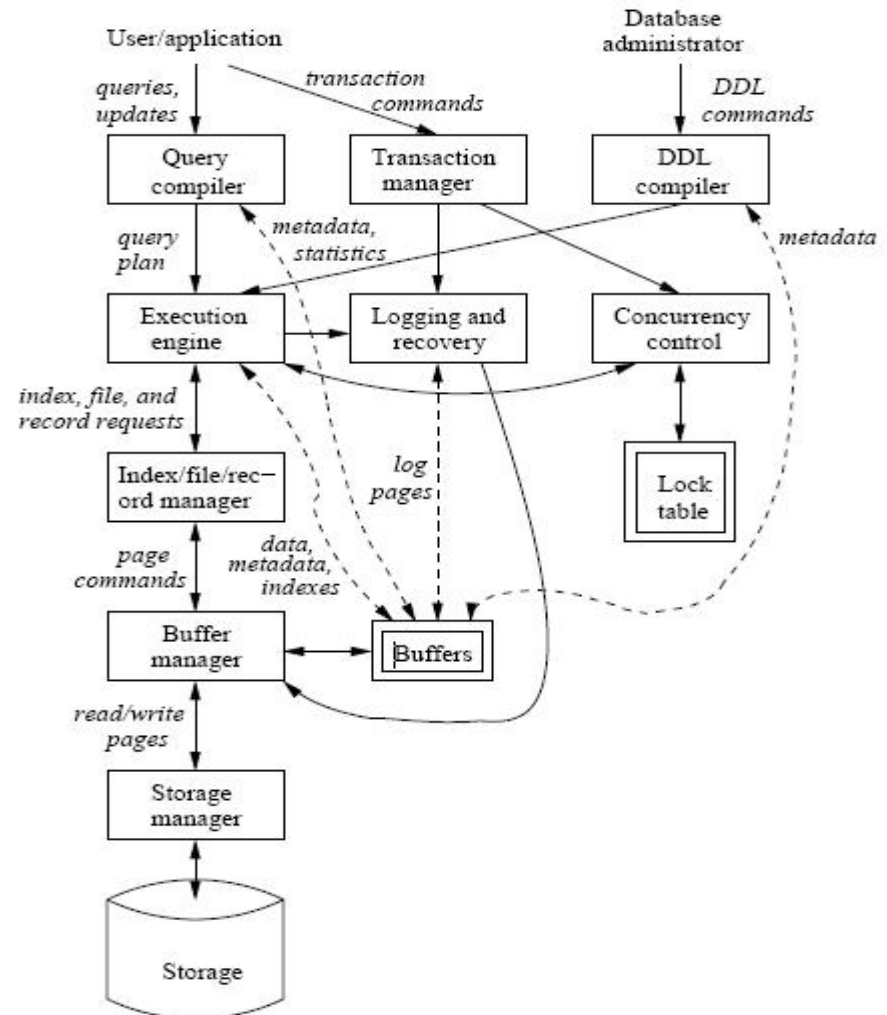 User/application
Database
administrator
queries,
updates
transaction
commands
DDL
commands
Query
compiler
Transaction
manager
DDL
compiler
query
plan
metadata,
statistics
metadata
Execution
engine
Logging and
recovery
Concurrency
control
index, file, and
record requests
Index/file/rec-
ord manager
log
pages
Lock
table
page
commands
data,
metadata,
indexes
Buffer
manager
Buffers
read/write
pages
Storage
manager
Storage